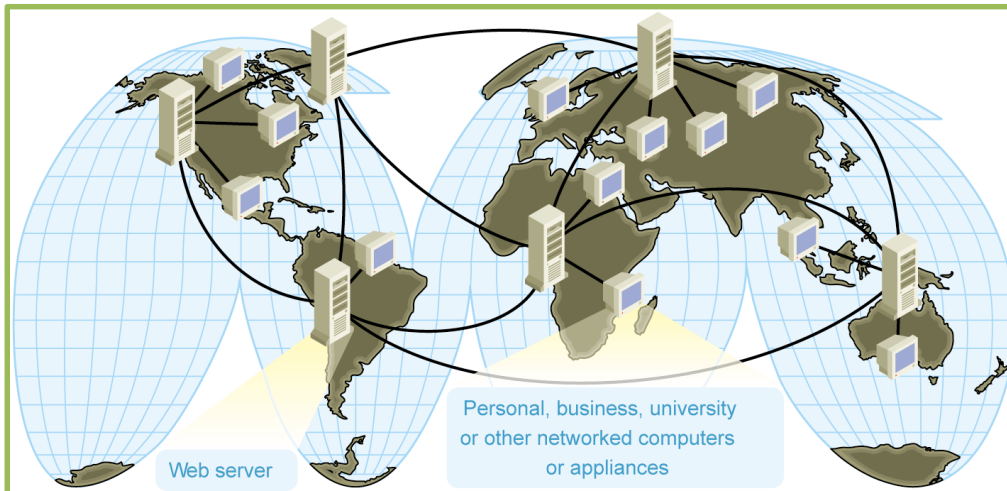 Web server
Personal, business, university
or other networked computers
or appliances